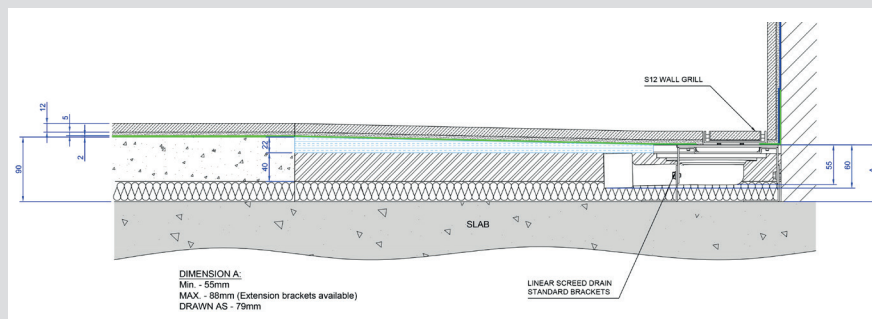 S12 WALL GRILL
12
5
2
22
40
90
55
60
SLAB
DIMENSION A:
Min. - 55mm
MAX. - 88mm (Extension brackets available)
DRAWN AS - 79mm
LINEAR SCREED DRAIN
STANDARD BRACKETS